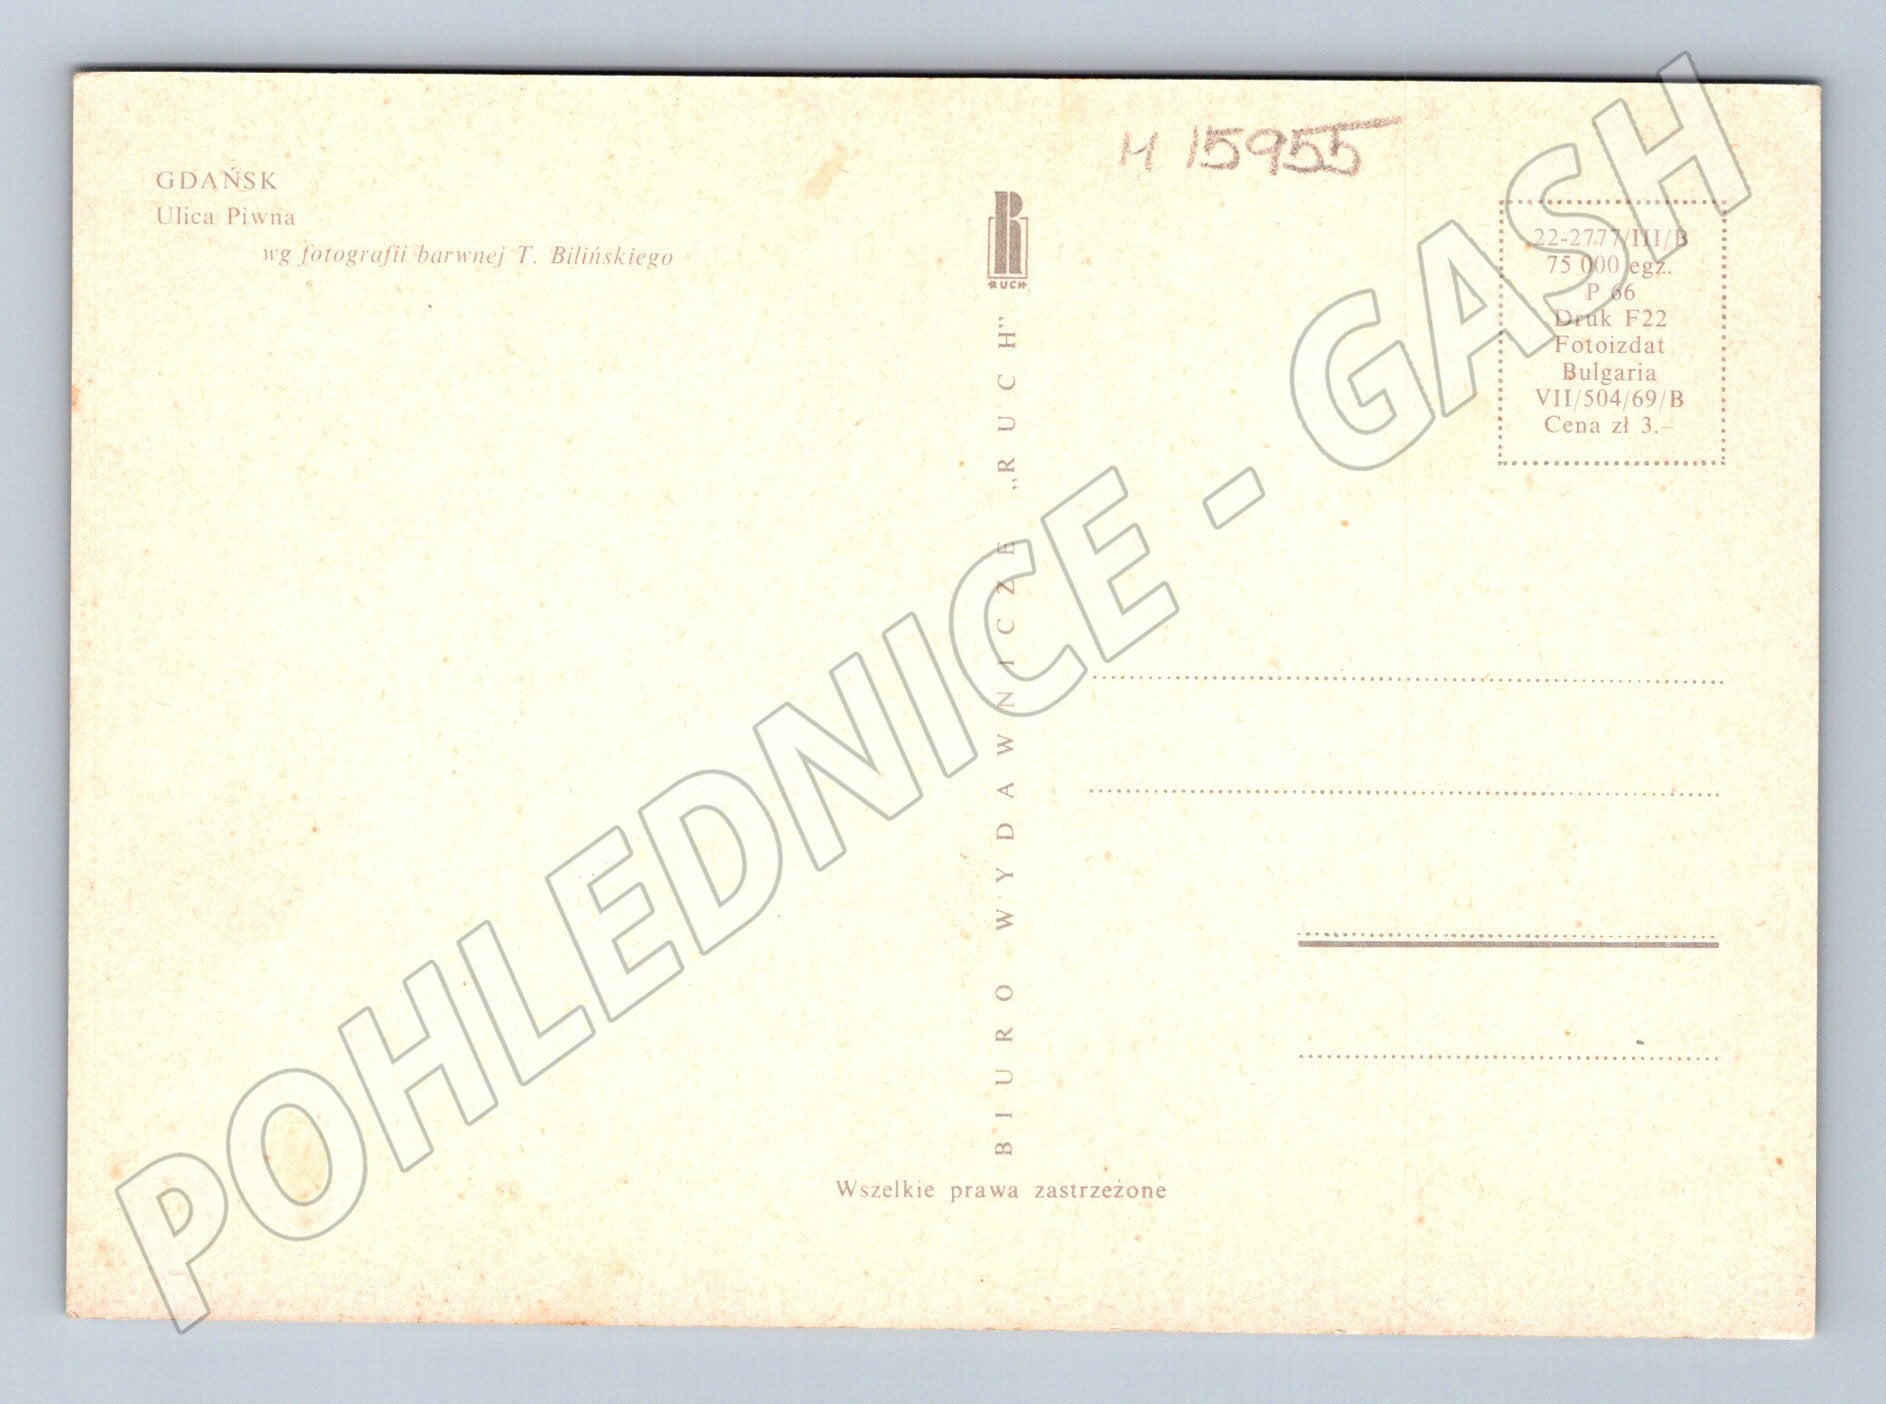 GDAŃSK
Ulica Piwna
wg fotografii barwnej T. Bilińskiego
M 15955
RUCH
BIURO WYDAWNICZE „RUCH”
22-2777/III/B
75 000 egz.
P 66
Druk F22
Fotoizdat
Bulgaria
VII/504/69/B
Cena zł 3.–
Wszelkie prawa zastrzeżone
POHLEDNICE - GASH